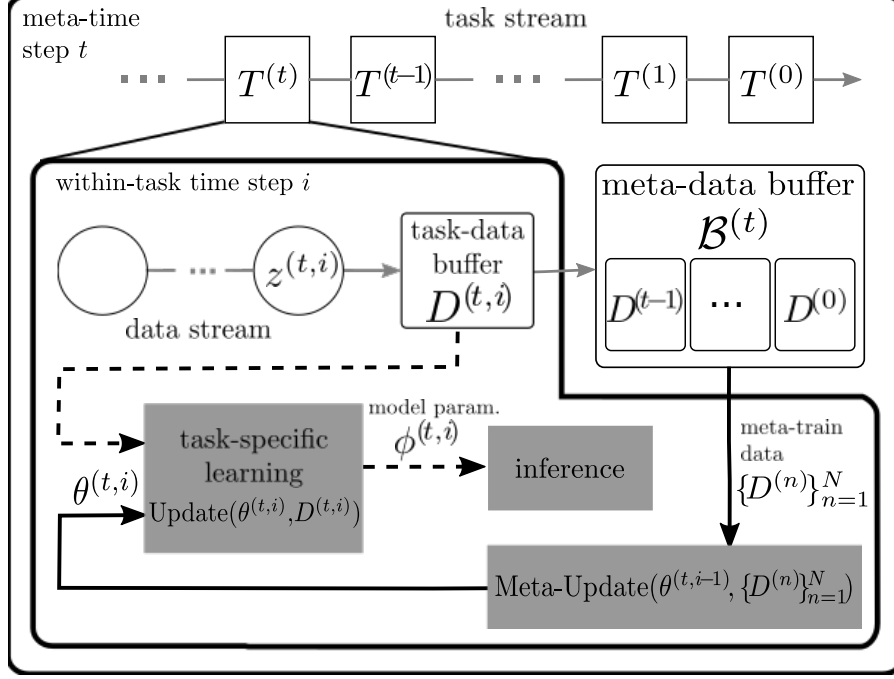 meta-time
step t
task stream
... T^(t) T^(t−1) ... T^(1) T^(0)
within-task time step i
z^(t,i)
...
data stream
task-data
buffer
D^(t,i)
meta-data buffer
ℬ^(t)
D^(t−1) ... D^(0)
model param.
ϕ^(t,i)
task-specific
learning
Update(θ^(t,i),D^(t,i))
θ^(t,i)
inference
meta-train
data
{D^(n)}_{n=1}^N
Meta-Update(θ^(t,i−1), {D^(n)}_{n=1}^N)